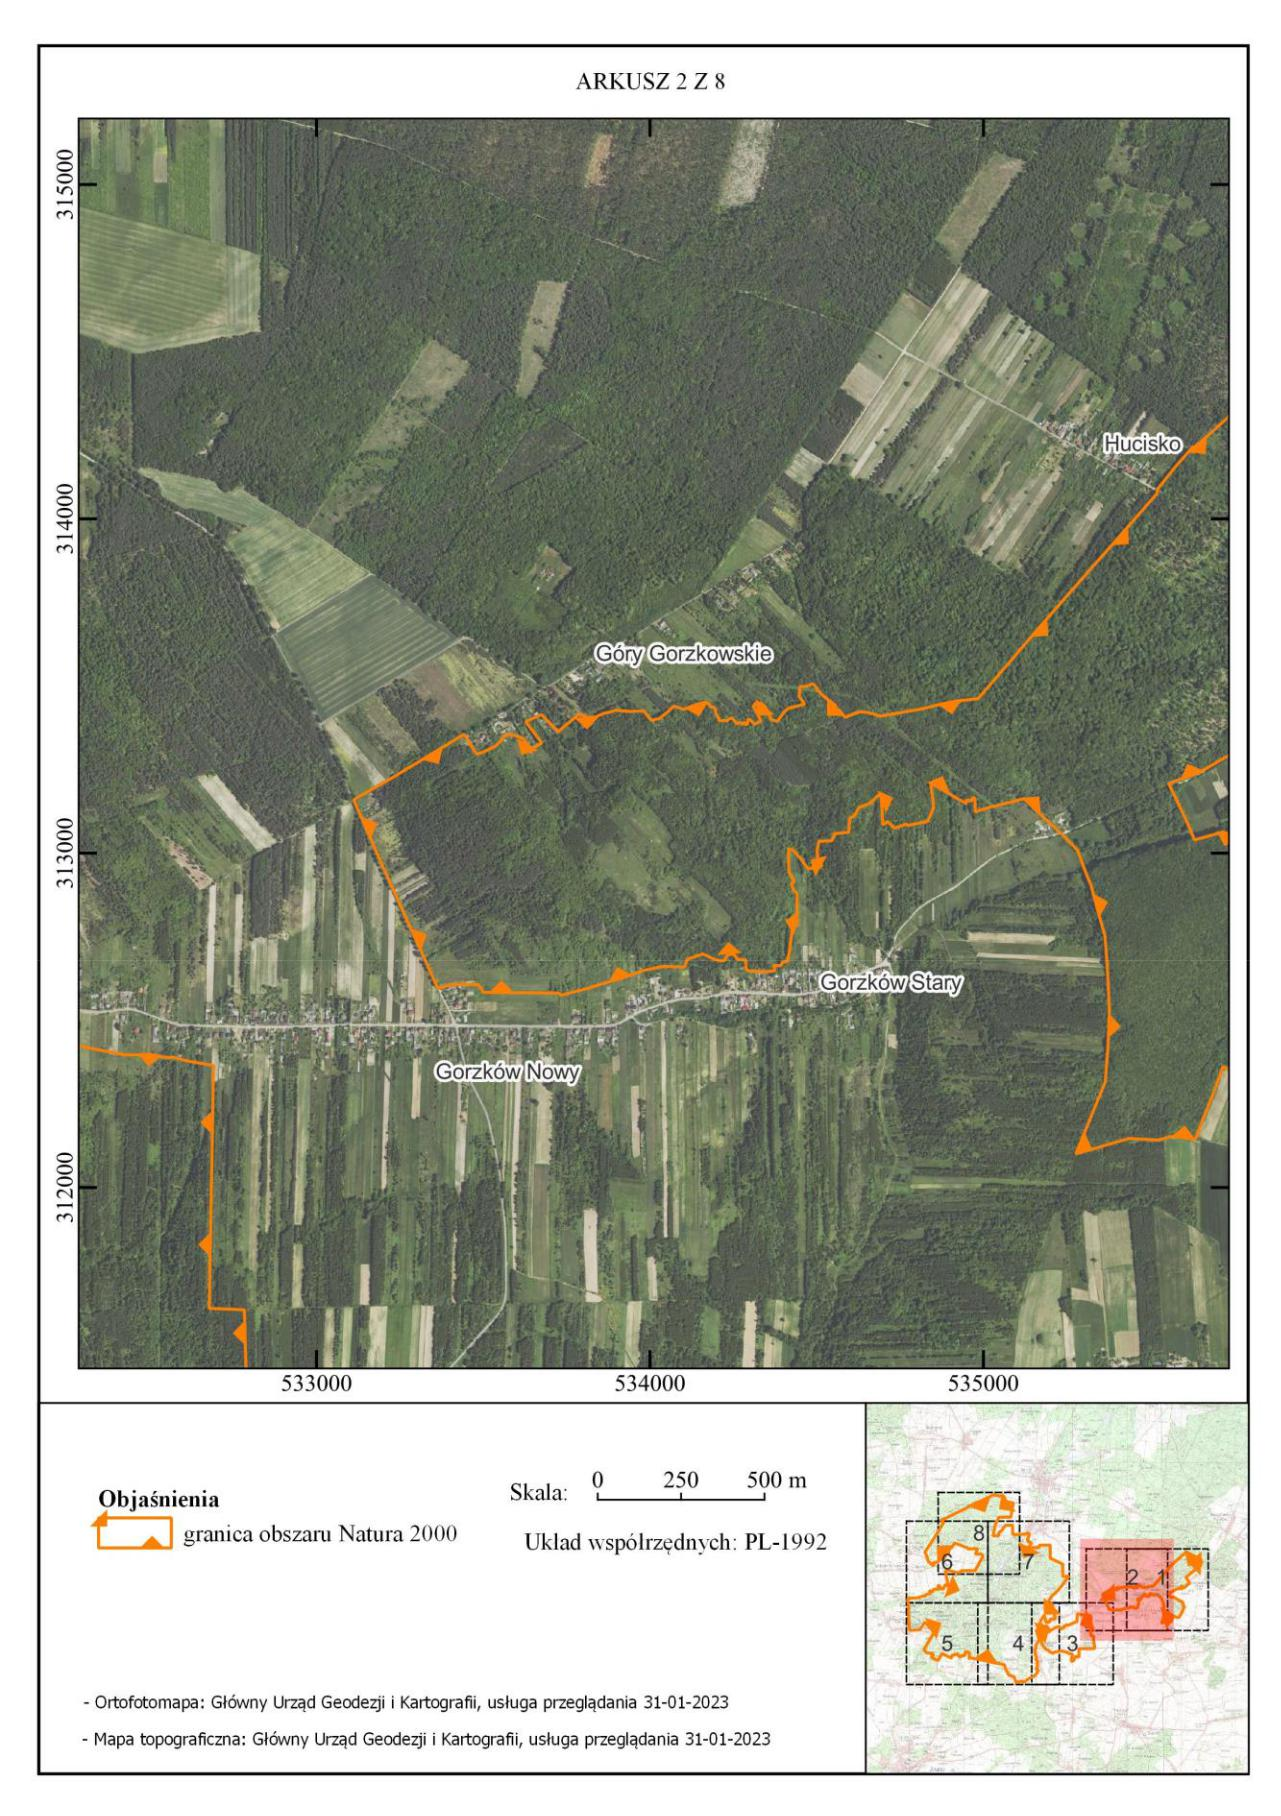 ARKUSZ 2 Z 8
315000
314000
Hucisko
Góry Gorzkowskie
313000
Gorzków Stary
Gorzków Nowy
312000
533000
534000
535000
Objaśnienia
granica obszaru Natura 2000
Skala:
0
250
500 m
Układ współrzędnych: PL-1992
8
6
7
2
1
5
4
3
- Ortofotomapa: Główny Urząd Geodezji i Kartografii, usługa przeglądania 31-01-2023
- Mapa topograficzna: Główny Urząd Geodezji i Kartografii, usługa przeglądania 31-01-2023